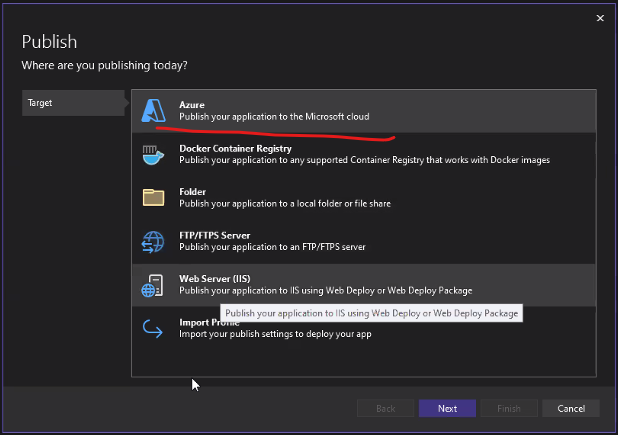 Publish
Where are you publishing today?
Target
Azure
Publish your application to the Microsoft cloud
Docker Container Registry
Publish your application to any supported Container Registry that works with Docker images
Folder
Publish your application to a local folder or file share
FTP/FTPS Server
Publish your application to an FTP/FTPS server
Web Server (IIS)
Publish your application to IIS using Web Deploy or Web Deploy Package
Publish your application to IIS using Web Deploy or Web Deploy Package
Import Profile
Import your publish settings to deploy your app
Back
Next
Finish
Cancel